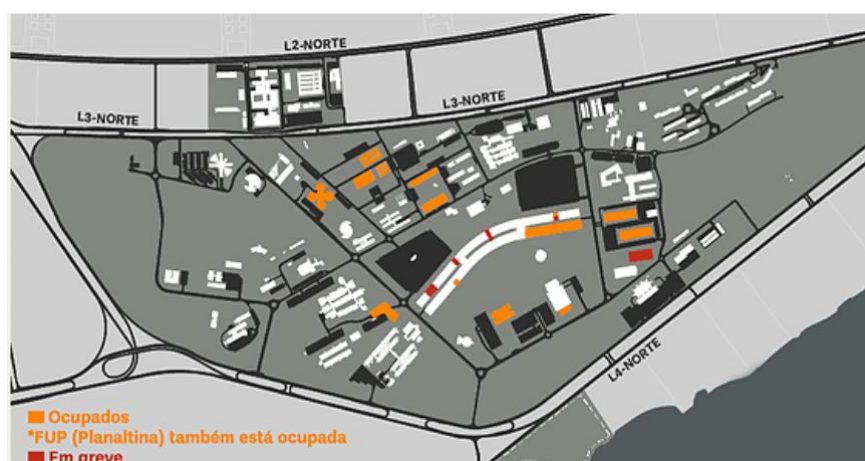 L2-NORTE
L3-NORTE
L3-NORTE
L4-NORTE
Ocupados
*FUP (Planaltina) também está ocupada
Em greve